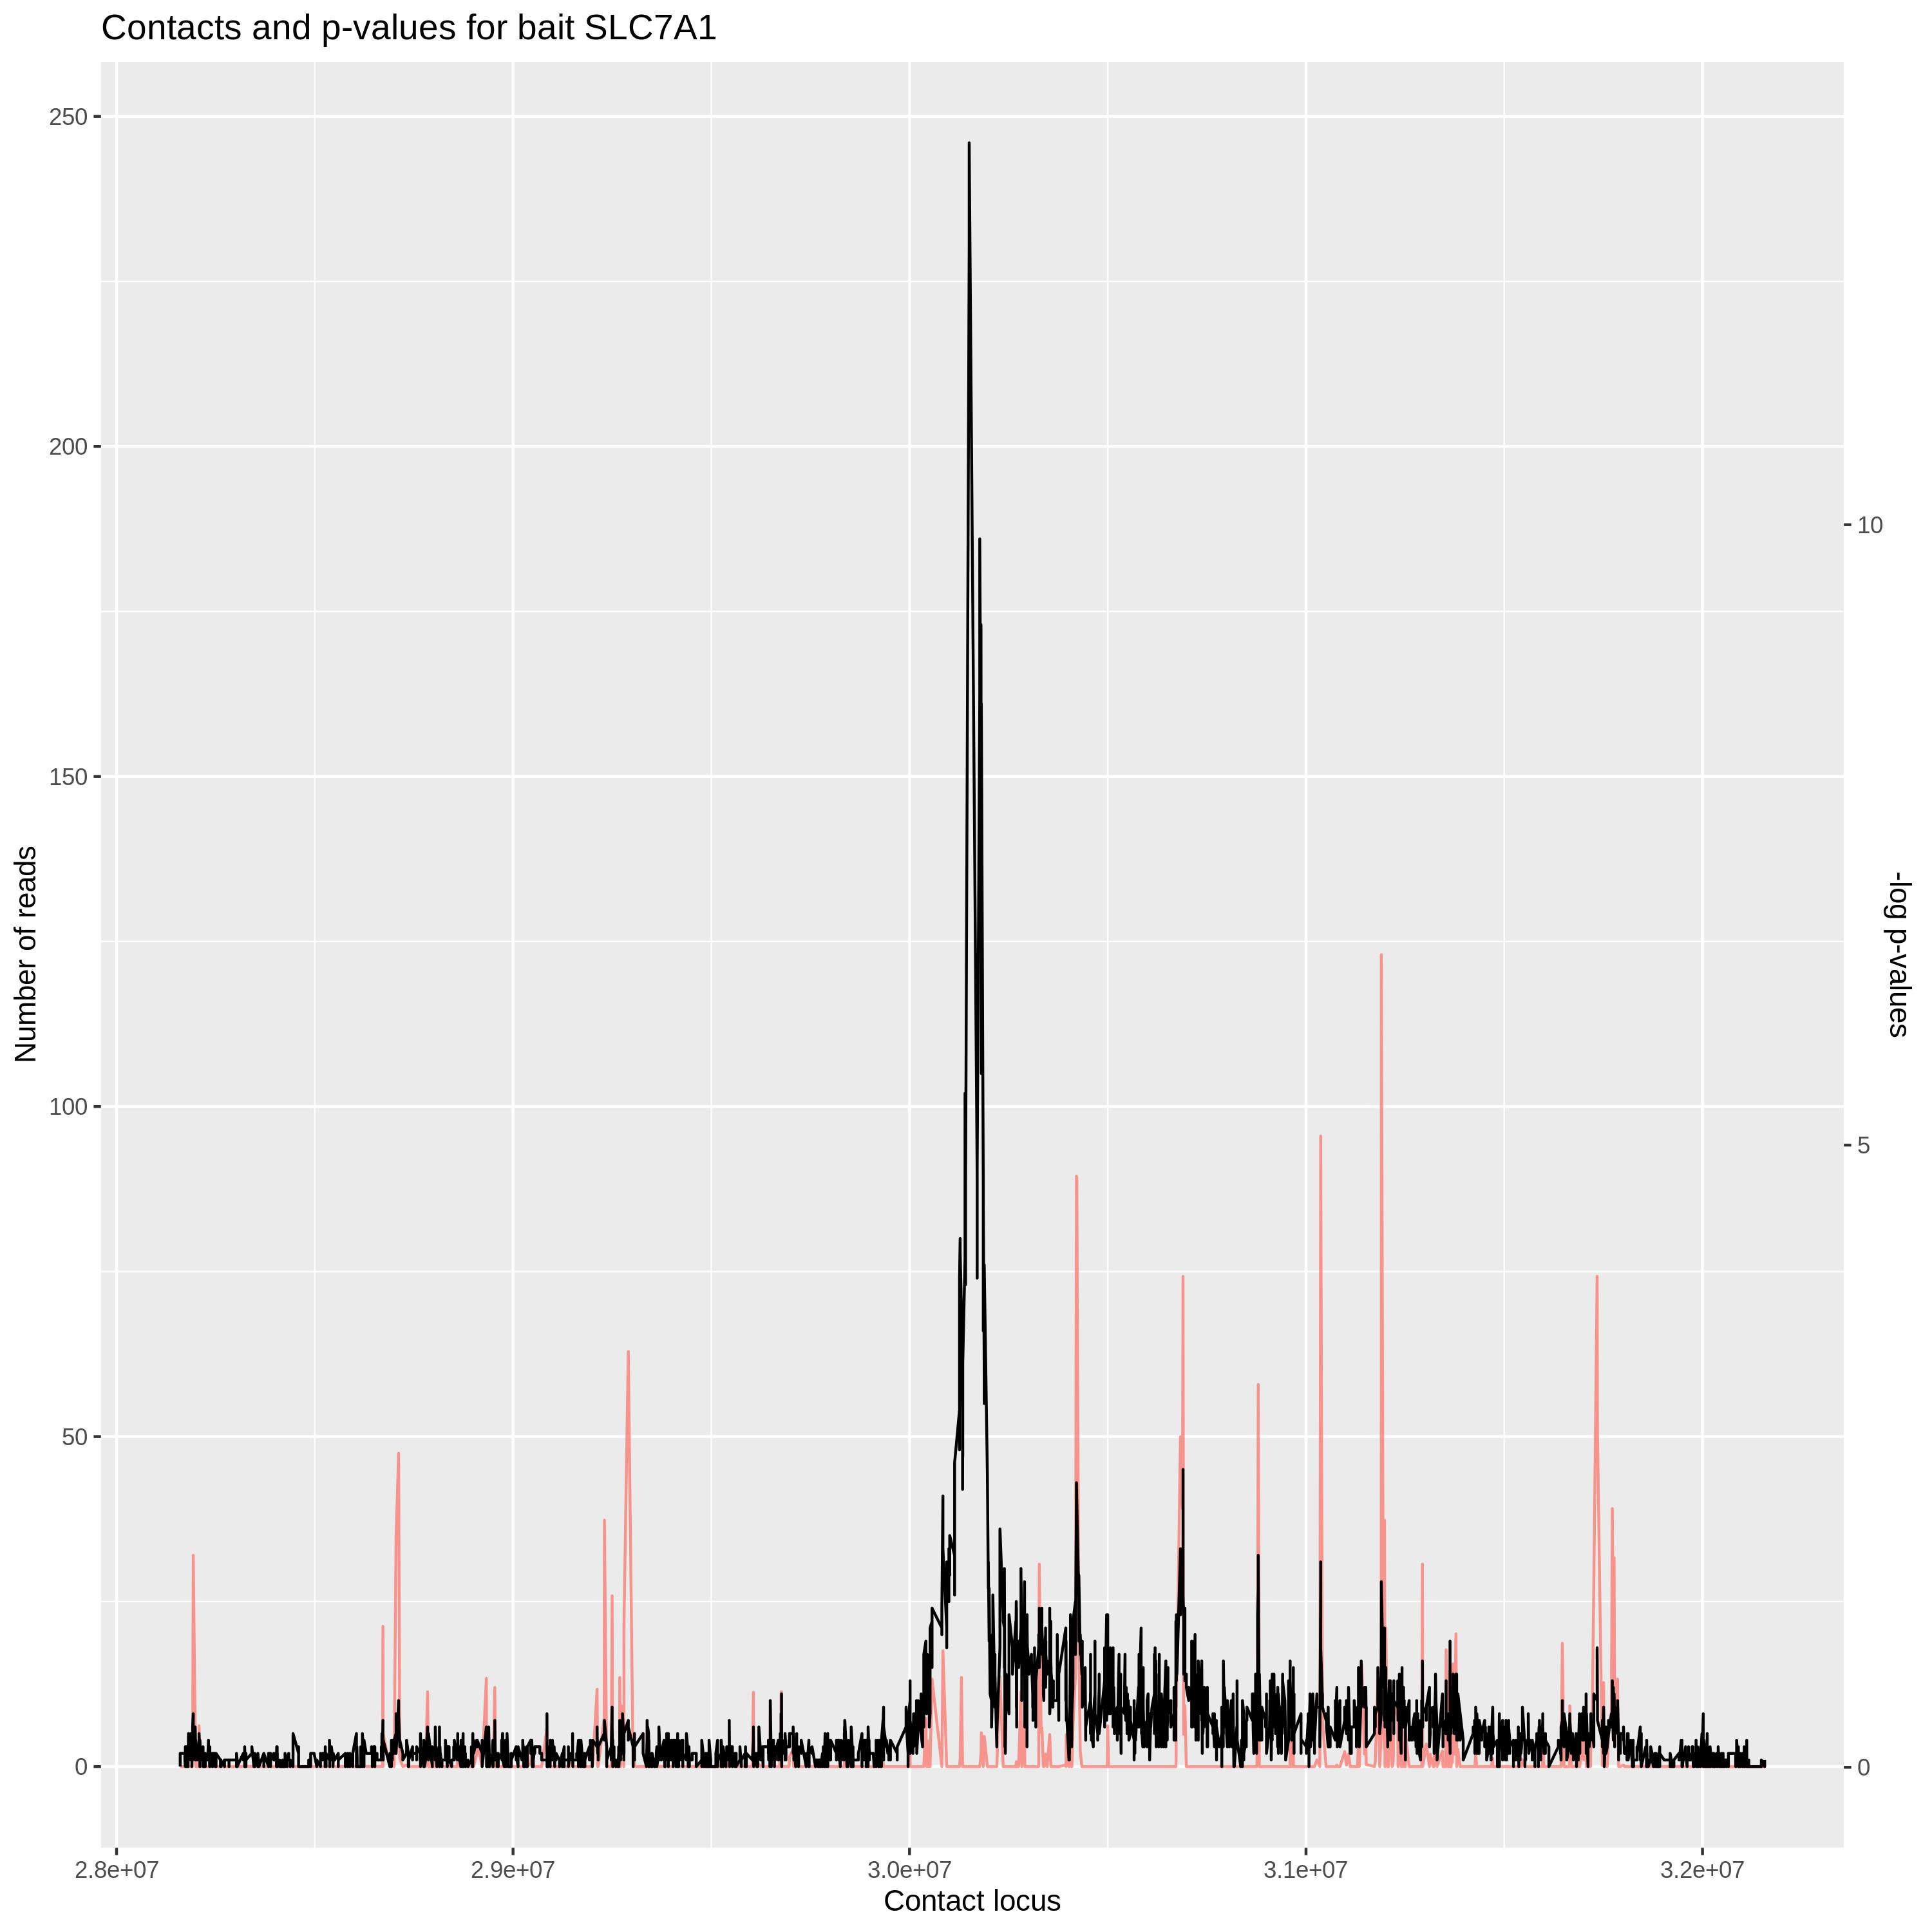 Contacts and p-values for bait SLC7A1
250
200
150
100
50
0
10
5
0
Number of reads
-log p-values
2.8e+07 2.9e+07 3.0e+07 3.1e+07 3.2e+07
Contact locus